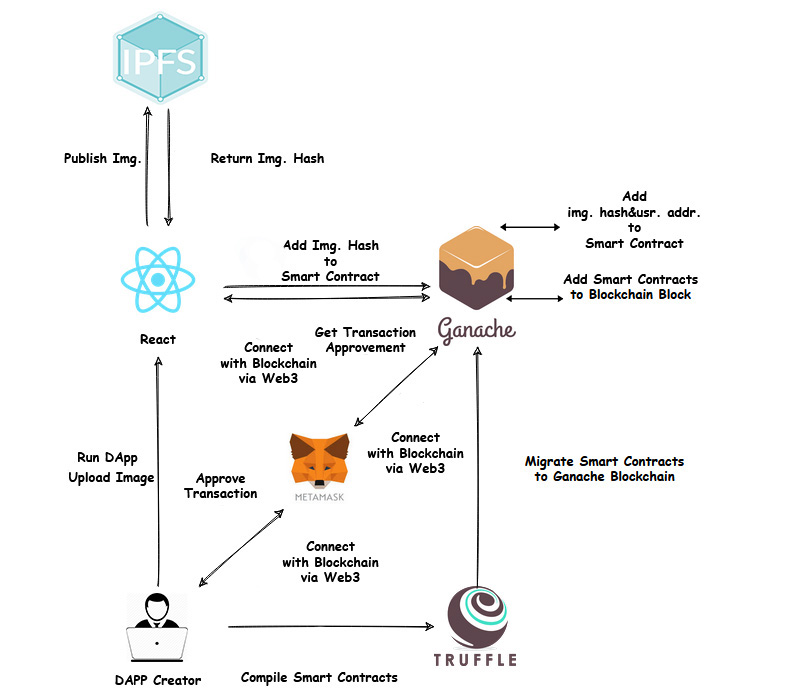 IPFS
Publish Img.
Return Img. Hash
Add
img. hash&usr. addr.
to
Smart Contract
Add Img. Hash
to
Smart Contract
Add Smart Contracts
to Blockchain Block
Ganache
React
Get Transaction
Approvement
Connect
with Blockchain
via Web3
Connect
with Blockchain
via Web3
Run DApp
Upload Image
Approve
Transaction
METAMASK
Migrate Smart Contracts
to Ganache Blockchain
Connect
with Blockchain
via Web3
TRUFFLE
DAPP Creator
Compile Smart Contracts